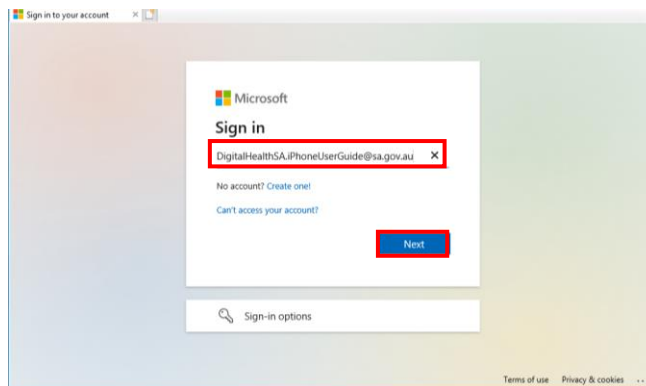 Sign in to your account
Microsoft
Sign in
DigitalHealthSA.iPhoneUserGuide@sa.gov.au
No account? Create one!
Can't access your account?
Next
Sign-in options
Terms of use Privacy & cookies